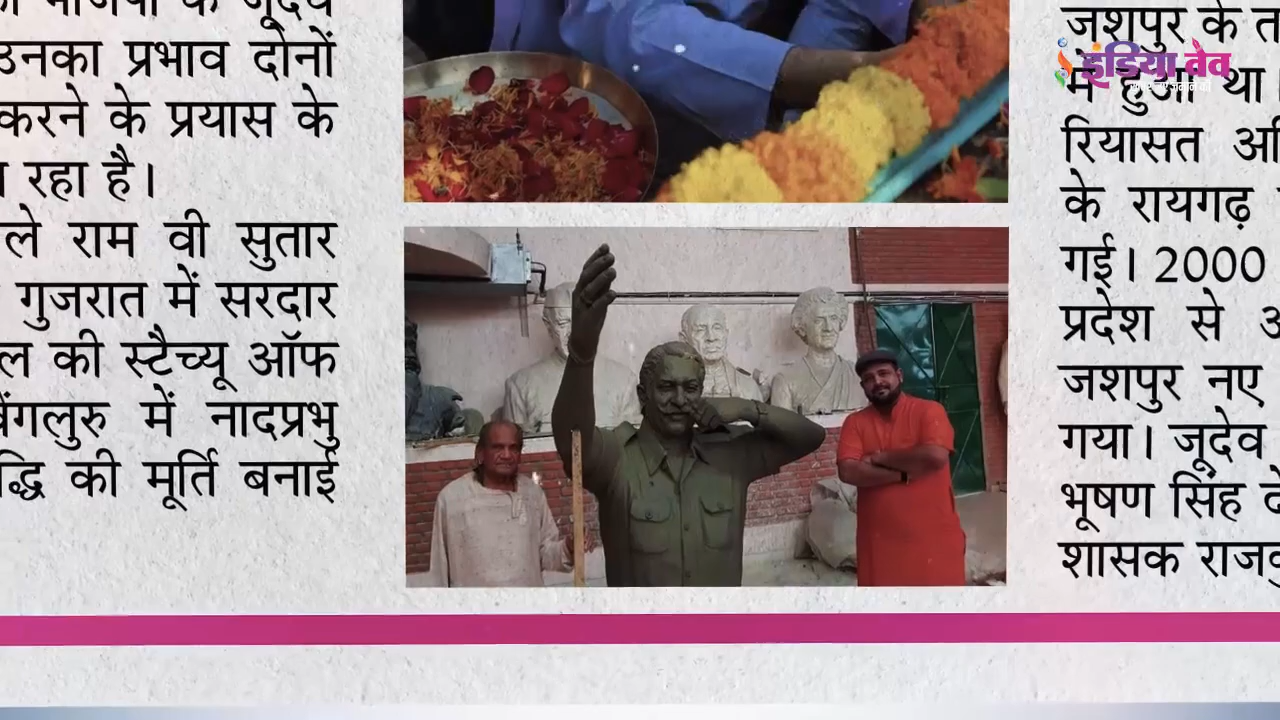 उनका प्रभाव दोनों
करने के प्रयास के
रहा है।
राम वी सुतार
गुजरात में सरदार
की स्टैच्यू ऑफ
में नादप्रभु
की मूर्ति बनाई
जशपुर के
में हुआ था।
रियासत
के रायगढ़
गई। 2000
प्रदेश से
जशपुर नए
गया। जूदेव
भूषण सिंह
शासक
इंडिया वेव